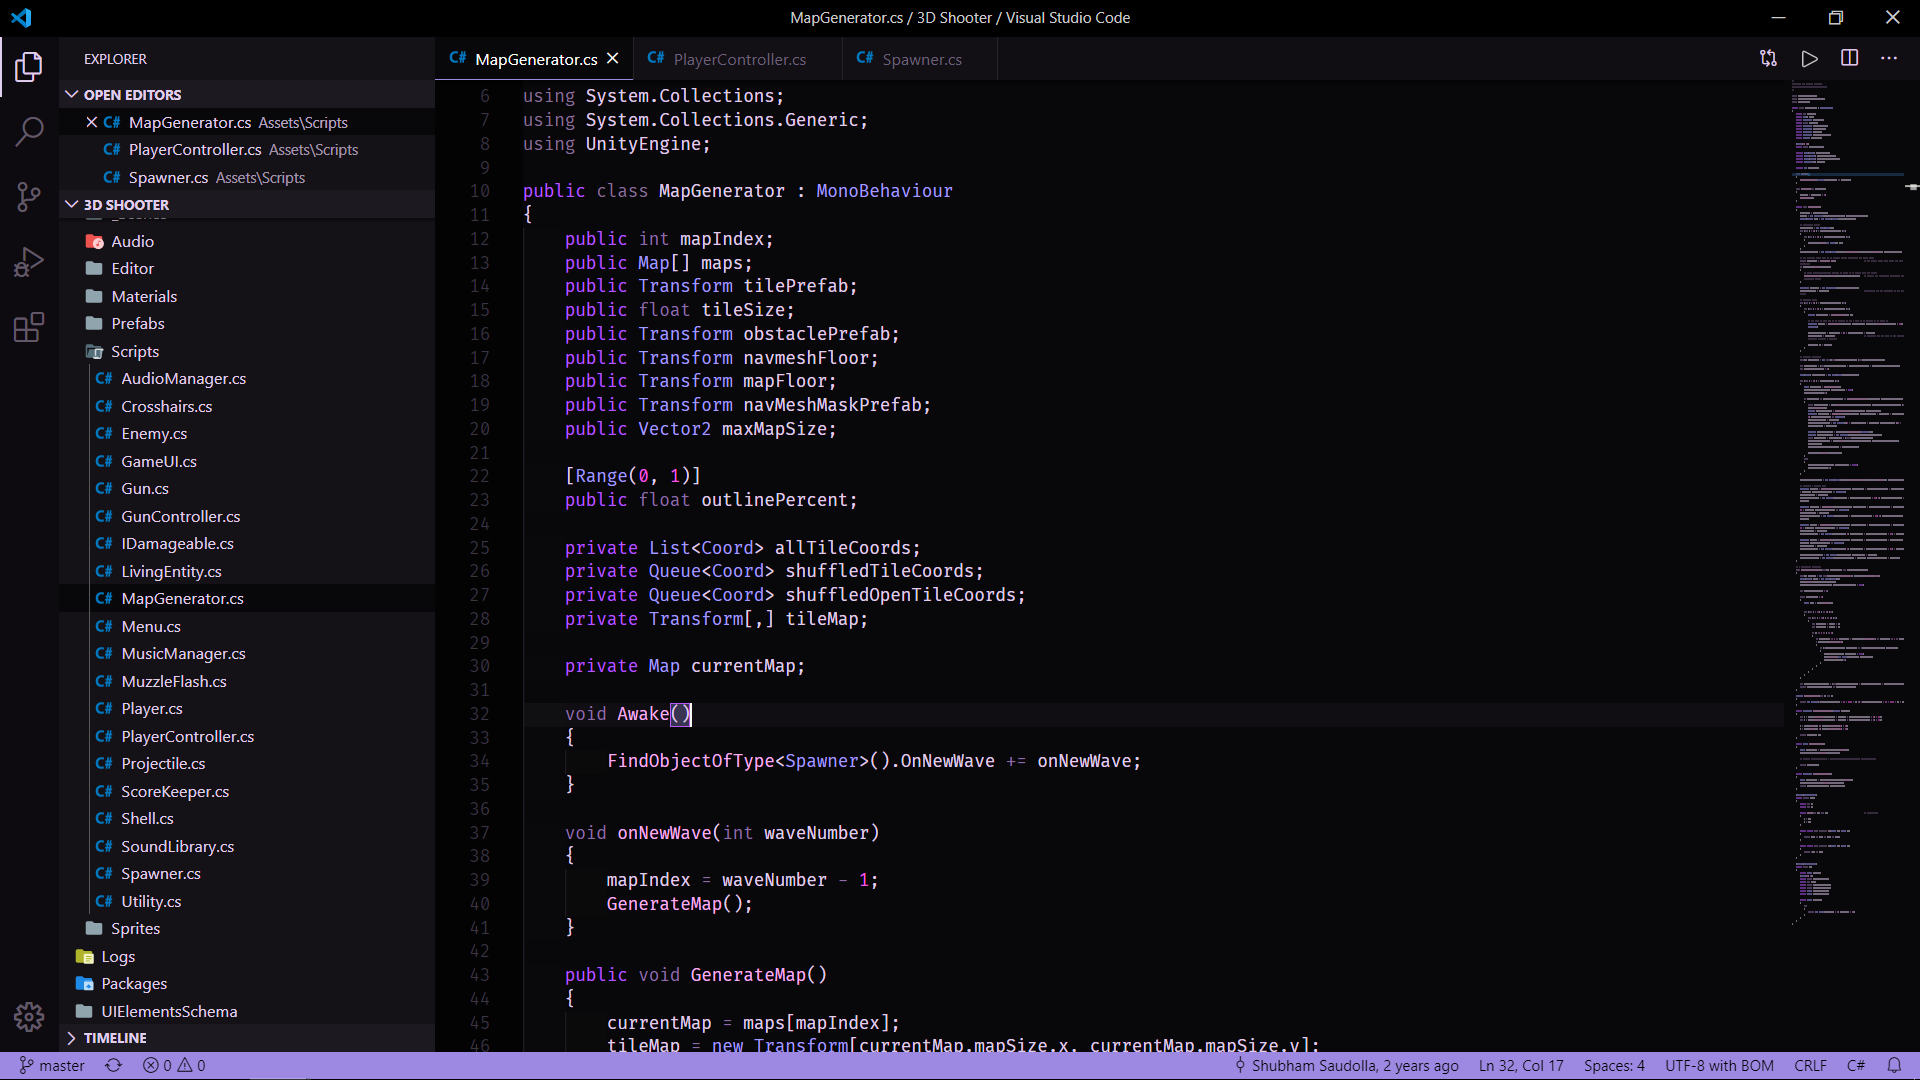 MapGenerator.cs / 3D Shooter / Visual Studio Code
EXPLORER
OPEN EDITORS
C# MapGenerator.cs Assets\Scripts
C# PlayerController.cs Assets\Scripts
C# Spawner.cs Assets\Scripts
3D SHOOTER
Audio
Editor
Materials
Prefabs
Scripts
C# AudioManager.cs
C# Crosshairs.cs
C# Enemy.cs
C# GameUI.cs
C# Gun.cs
C# GunController.cs
C# IDamageable.cs
C# LivingEntity.cs
C# MapGenerator.cs
C# Menu.cs
C# MusicManager.cs
C# MuzzleFlash.cs
C# Player.cs
C# PlayerController.cs
C# Projectile.cs
C# ScoreKeeper.cs
C# Shell.cs
C# SoundLibrary.cs
C# Spawner.cs
C# Utility.cs
Sprites
Logs
Packages
UIElementsSchema
TIMELINE
C# MapGenerator.cs C# PlayerController.cs C# Spawner.cs
6 using System.Collections;
7 using System.Collections.Generic;
8 using UnityEngine;
9
10 public class MapGenerator : MonoBehaviour
11 {
12 public int mapIndex;
13 public Map[] maps;
14 public Transform tilePrefab;
15 public float tileSize;
16 public Transform obstaclePrefab;
17 public Transform navmeshFloor;
18 public Transform mapFloor;
19 public Transform navMeshMaskPrefab;
20 public Vector2 maxMapSize;
21
22 [Range(0, 1)]
23 public float outlinePercent;
24
25 private List<Coord> allTileCoords;
26 private Queue<Coord> shuffledTileCoords;
27 private Queue<Coord> shuffledOpenTileCoords;
28 private Transform[,] tileMap;
29
30 private Map currentMap;
31
32 void Awake()
33 {
34 FindObjectOfType<Spawner>().OnNewWave += onNewWave;
35 }
36
37 void onNewWave(int waveNumber)
38 {
39 mapIndex = waveNumber - 1;
40 GenerateMap();
41 }
42
43 public void GenerateMap()
44 {
45 currentMap = maps[mapIndex];
46 tileMap = new Transform[currentMap.mapSize.x, currentMap.mapSize.y];
master 0 0 Shubham Saudolla, 2 years ago Ln 32, Col 17 Spaces: 4 UTF-8 with BOM CRLF C#